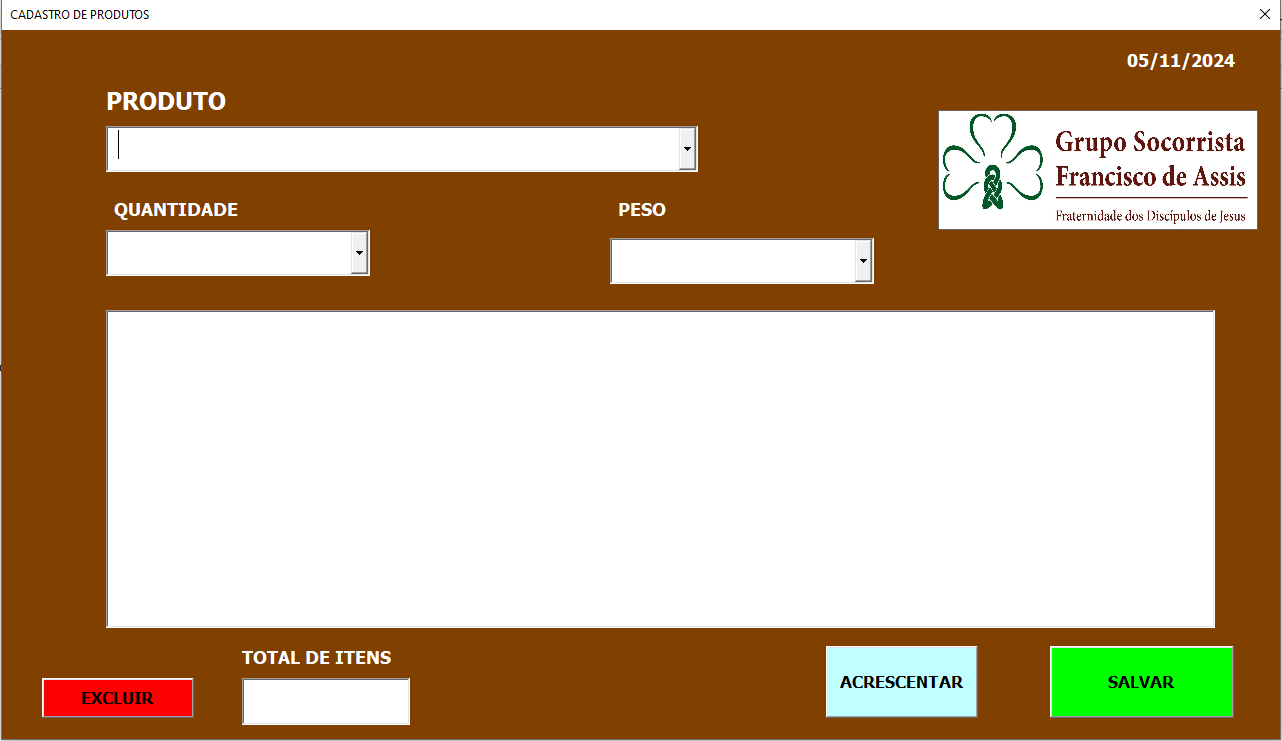 CADASTRO DE PRODUTOS
05/11/2024
PRODUTO
Grupo Socorrista
Francisco de Assis
Fraternidade dos Discípulos de Jesus
QUANTIDADE
PESO
TOTAL DE ITENS
EXCLUIR
ACRESCENTAR
SALVAR